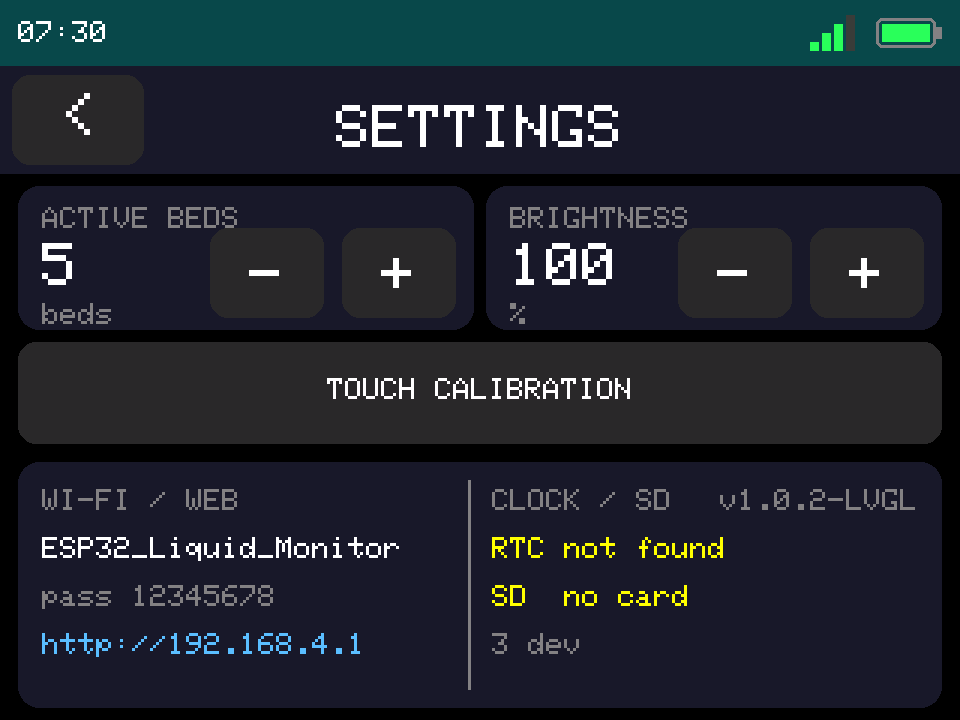 07:30
<
SETTINGS
ACTIVE BEDS
5
beds
-
+
BRIGHTNESS
100
%
-
+
TOUCH CALIBRATION
WI-FI / WEB
ESP32_Liquid_Monitor
pass 12345678
http://192.168.4.1
CLOCK / SD v1.0.2-LVGL
RTC not found
SD no card
3 dev